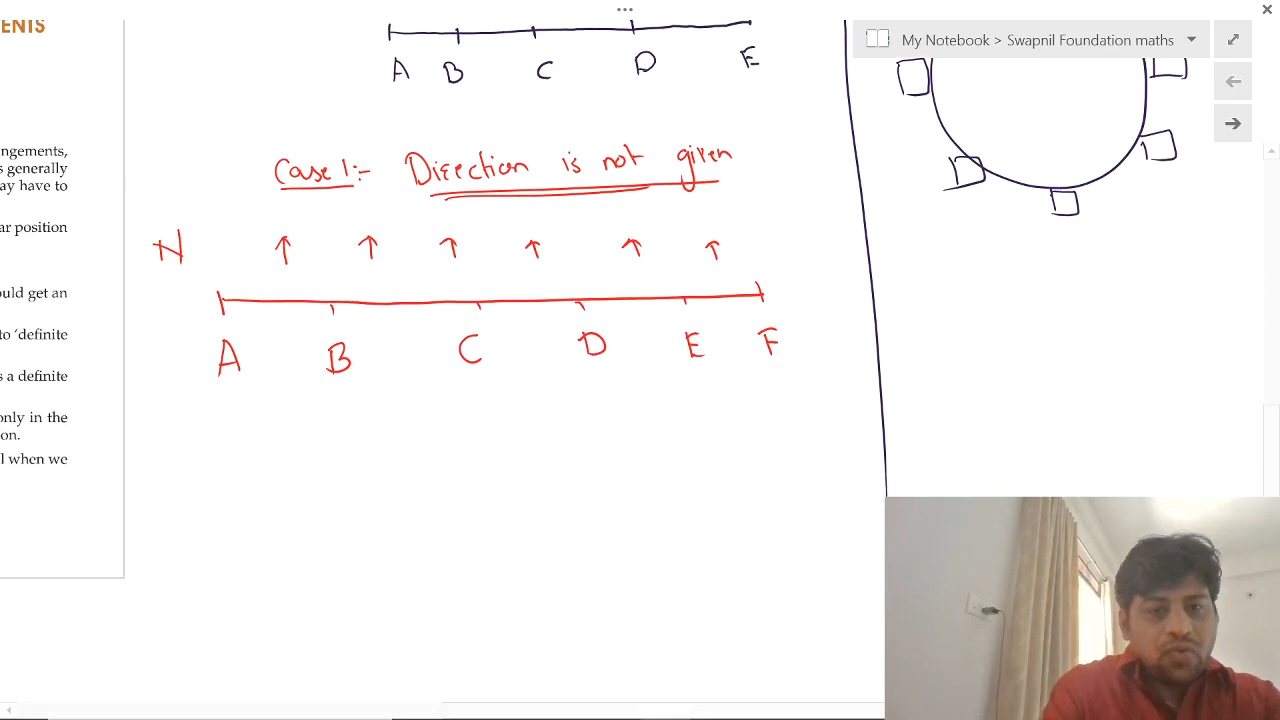 ENTS
My Notebook > Swapnil Foundation maths
A B C D E
ngements,
s generally
ay have to
ar position
ould get an
to ‘definite
s a definite
only in the
on.
l when we
Case 1:- Direction is not given
N ↑ ↑ ↑ ↑ ↑ ↑
A B C D E F